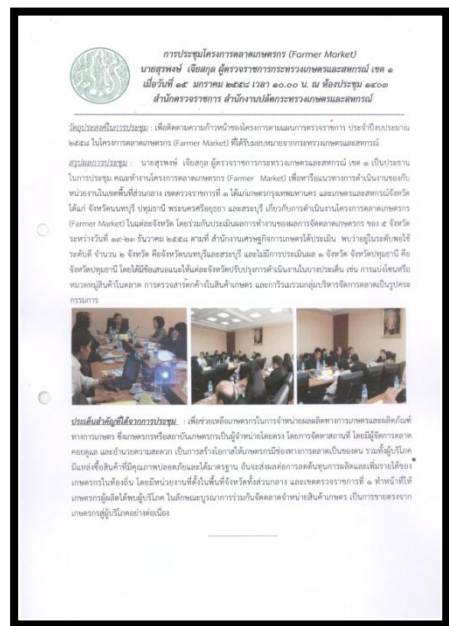 การประชุมโครงการตลาดเกษตรกร (Farmer Market)
นายสุรพงษ์ เจียสกุล ผู้ตรวจราชการกระทรวงเกษตรและสหกรณ์ เขต ๑
เมื่อวันที่ ๑๕ มกราคม ๒๕๕๘ เวลา ๑๐.๐๐ น. ณ ห้องประชุม ๑๔๐๓
สำนักตรวจราชการ สำนักงานปลัดกระทรวงเกษตรและสหกรณ์
วัตถุประสงค์ในการประชุม : เพื่อติดตามความก้าวหน้าของโครงการตามแผนการตรวจราชการ ประจำปีงบประมาณ
๒๕๕๘ ในโครงการตลาดเกษตรกร (Farmer Market) ที่ได้รับมอบหมายจากกระทรวงเกษตรและสหกรณ์
สรุปผลการประชุม : นายสุรพงษ์ เจียสกุล ผู้ตรวจราชการกระทรวงเกษตรและสหกรณ์ เขต ๑ เป็นประธาน
ในการประชุม คณะทำงานโครงการตลาดเกษตรกร (Farmer Market) เพื่อหารือแนวทางการดำเนินงานของกับ
หน่วยงานในเขตพื้นที่ส่วนกลาง เขตตรวจราชการที่ ๑ ได้แก่เกษตรกรุงเทพมหานคร และเกษตรและสหกรณ์จังหวัด
ได้แก่ จังหวัดนนทบุรี ปทุมธานี พระนครศรีอยุธยา และสระบุรี เกี่ยวกับการดำเนินงานโครงการตลาดเกษตรกร
(Farmer Market) ในแต่ละจังหวัด โดยร่วมกับประเมินผลการทำงานของผลการจัดตลาดเกษตรกร ของ ๕ จังหวัด
ระหว่างวันที่ ๑๙-๒๓ ธันวาคม ๒๕๕๘ ตามที่ สำนักงานเศรษฐกิจการเกษตรได้ประเมิน พบว่าอยู่ในระดับพอใช้
ระดับดี จำนวน ๒ จังหวัด คือจังหวัดนนทบุรีและสระบุรี และไม่มีการประเมินผล ๑ จังหวัด จังหวัดปทุมธานี คือ
จังหวัดปทุมธานี โดยได้มีข้อเสนอแนะให้แต่ละจังหวัดปรับปรุงการดำเนินงานในบางประเด็น เช่น การแบ่งโซนหรือ
หมวดหมู่สินค้าในตลาด การตรวจสารตกค้างในสินค้าเกษตร และการริเริ่มรวมกลุ่มบริหารจัดการตลาดเป็นรูปคณะ
กรรมการ
ประเด็นสำคัญที่ได้จากการประชุม : เพื่อช่วยเหลือเกษตรกรในการจำหน่ายผลผลิตทางการเกษตรและผลิตภัณฑ์
ทางการเกษตร ซึ่งเกษตรกรหรือสถาบันเกษตรกรเป็นผู้จำหน่ายโดยตรง โดยการจัดหาสถานที่ โดยมีผู้จัดการตลาด
คอยดูแล และอำนวยความสะดวก เป็นการสร้างโอกาสให้เกษตรกรมีช่องทางการตลาดเป็นของตน รวมทั้งผู้บริโภค
มีแหล่งซื้อสินค้าที่มีคุณภาพปลอดภัยและได้มาตรฐาน อันจะส่งผลต่อการลดต้นทุนการผลิตและเพิ่มรายได้ของ
เกษตรกรในท้องถิ่น โดยมีหน่วยงานที่ตั้งในพื้นที่จังหวัดทั้งส่วนกลาง และเขตตรวจราชการที่ ๑ ทำหน้าที่ให้
เกษตรกรผู้ผลิตได้พบผู้บริโภค ในลักษณะบูรณาการร่วมกันจัดตลาดจำหน่ายสินค้าเกษตร เป็นการขายตรงจาก
เกษตรกรสู่ผู้บริโภคอย่างต่อเนื่อง